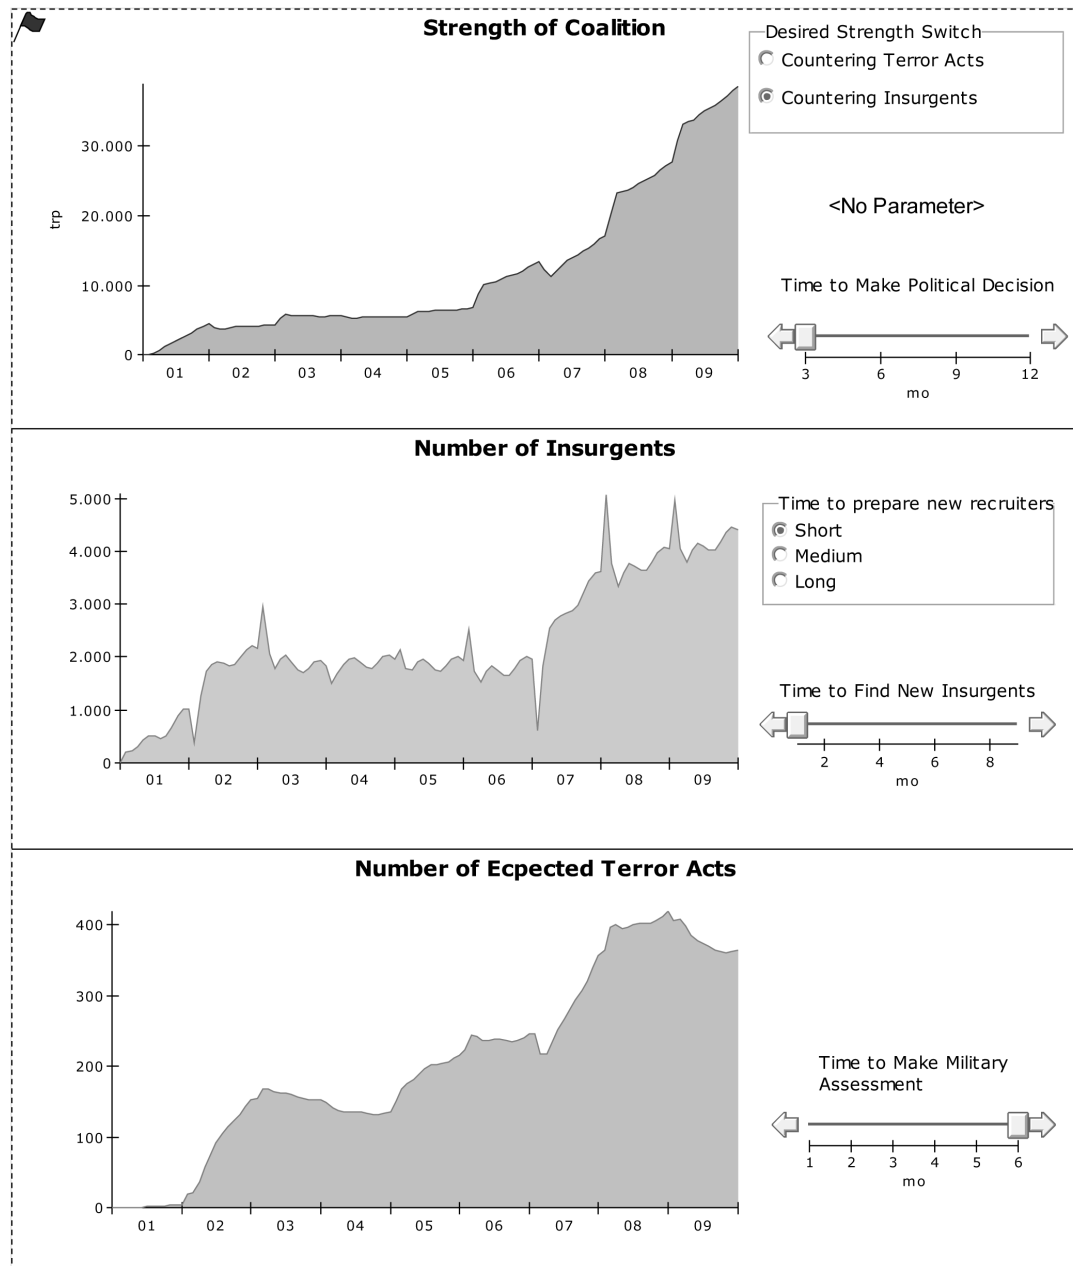 Strength of Coalition
Desired Strength Switch
Countering Terror Acts
Countering Insurgents
30.000
20.000
10.000
0
trp
01 02 03 04 05 06 07 08 09
<No Parameter>
Time to Make Political Decision
3 6 9 12
mo
Number of Insurgents
5.000
4.000
3.000
2.000
1.000
0
01 02 03 04 05 06 07 08 09
Time to prepare new recruiters
Short
Medium
Long
Time to Find New Insurgents
2 4 6 8
mo
Number of Ecpected Terror Acts
400
300
200
100
0
01 02 03 04 05 06 07 08 09
Time to Make Military
Assessment
1 2 3 4 5 6
mo